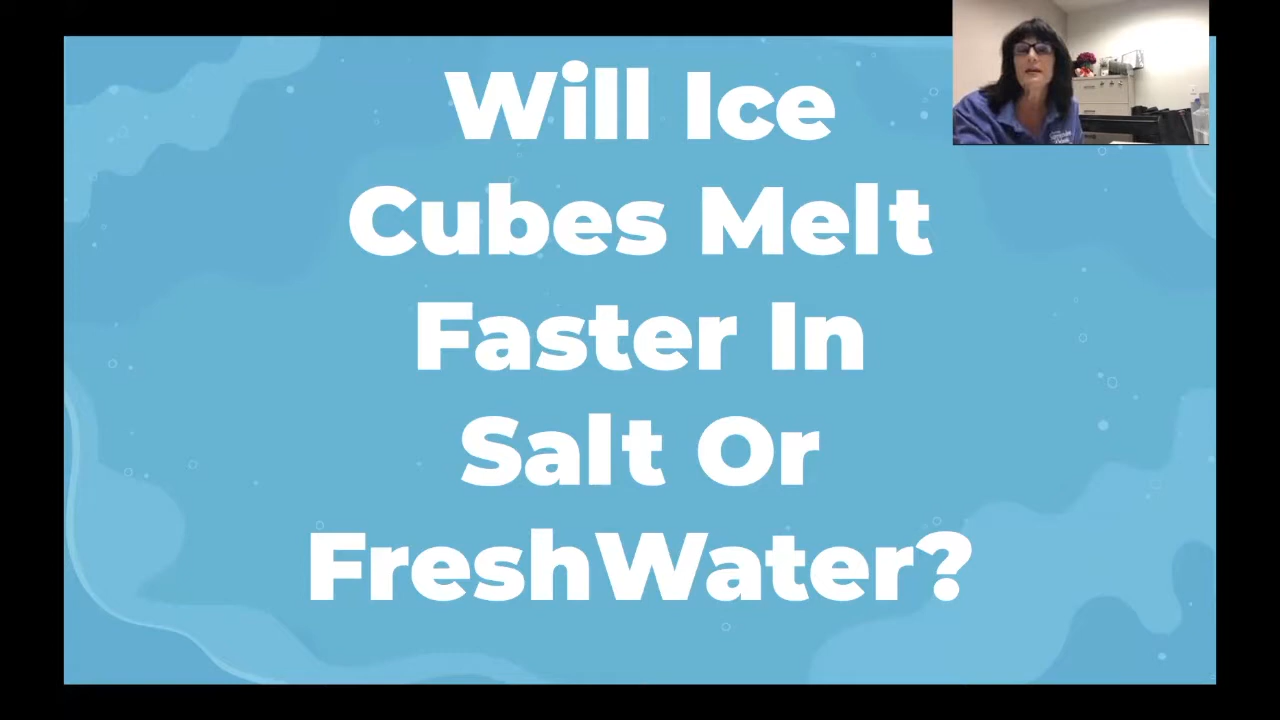 Will Ice
Cubes Melt
Faster In
Salt Or
FreshWater?